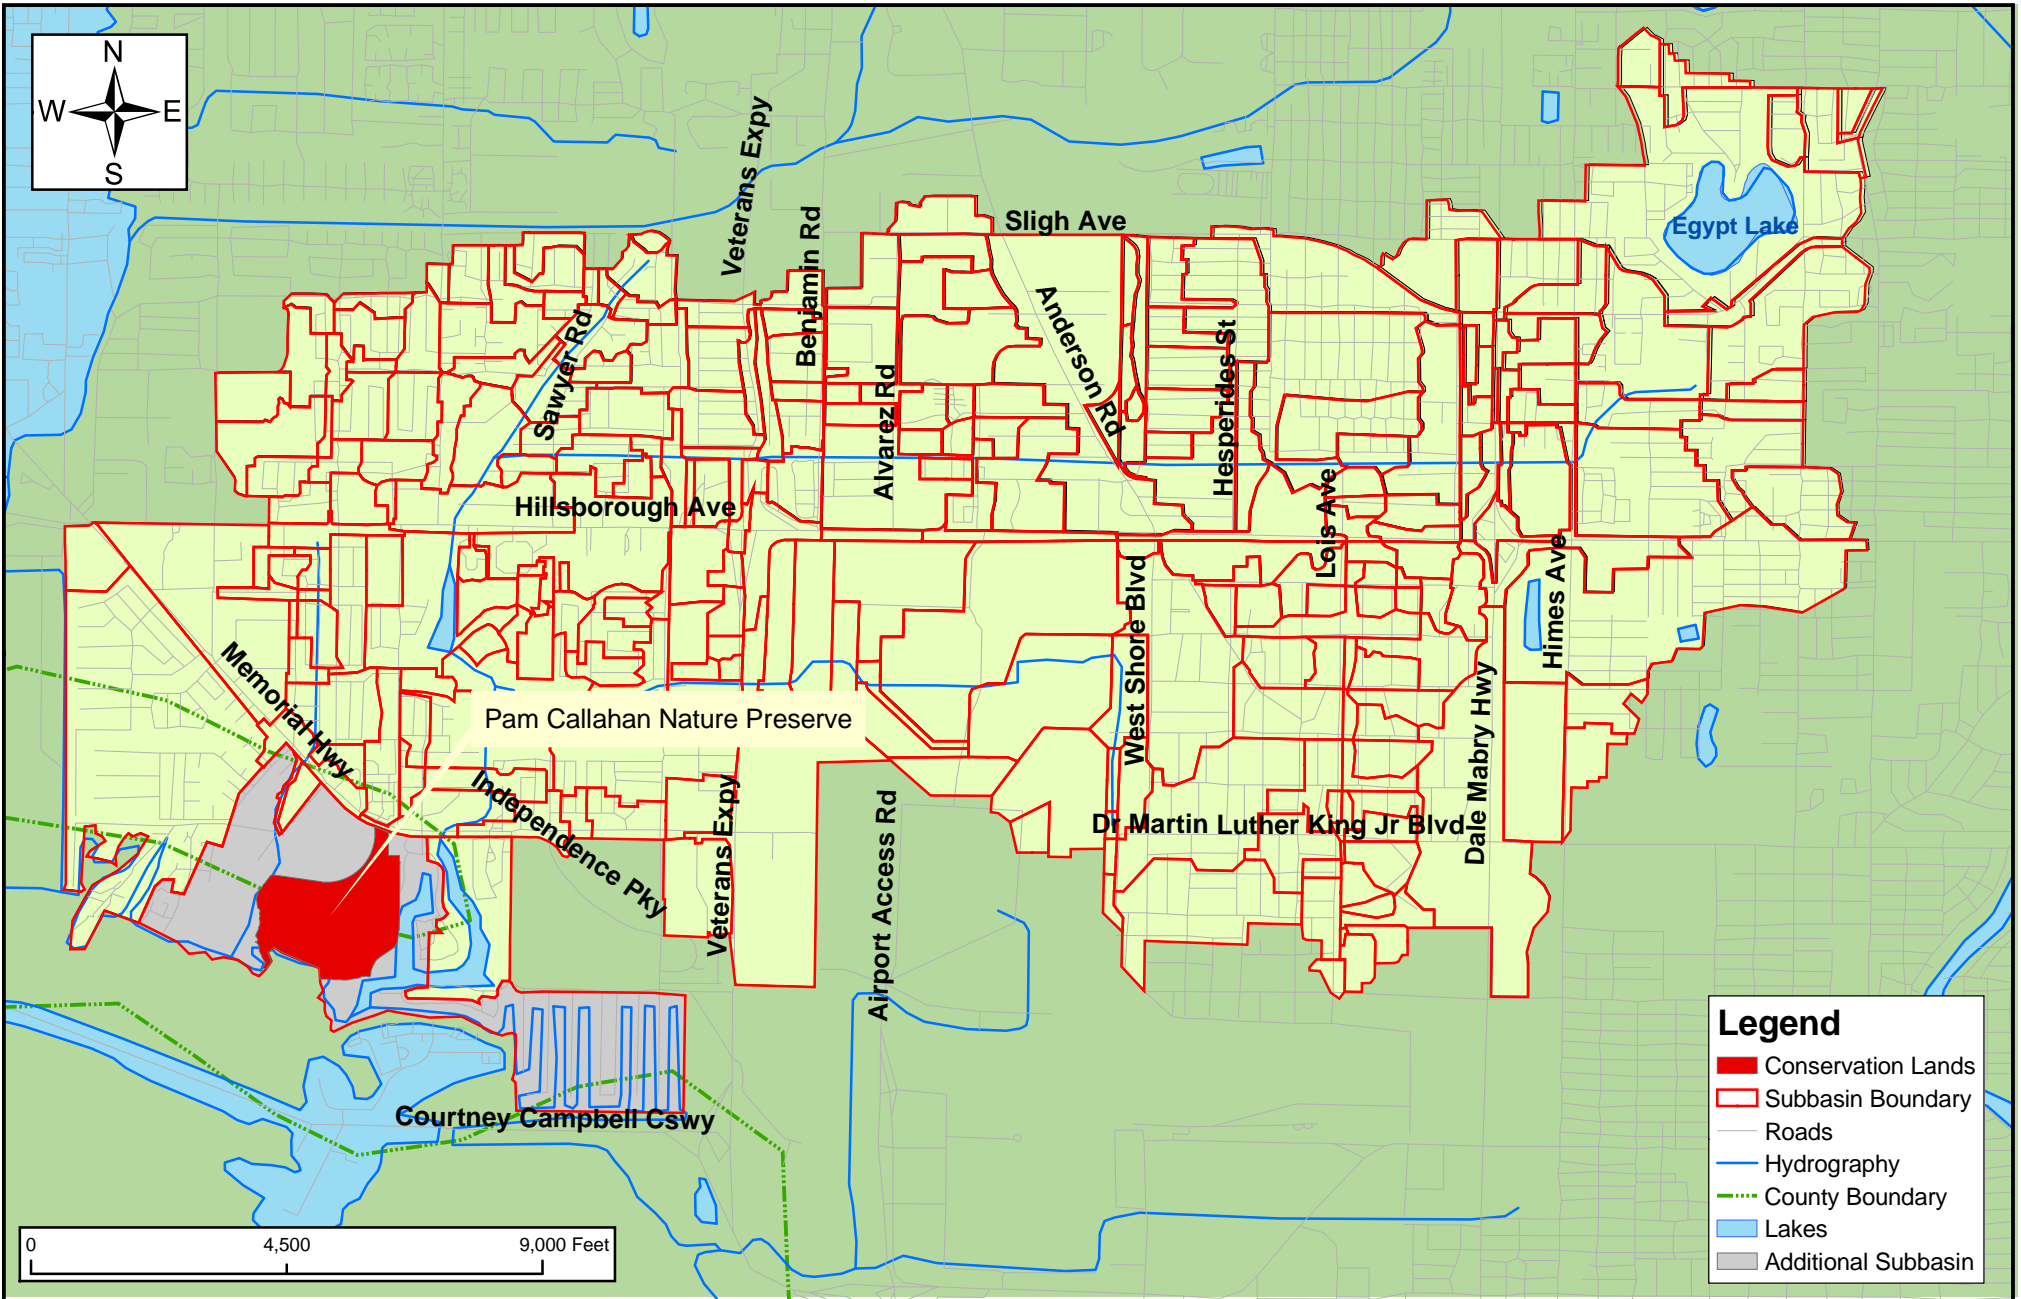 N
W E
S
Veterans Expy
Benjamin Rd
Sligh Ave
Egypt Lake
Sawyer Rd
Alvarez Rd
Anderson Rd
Hesperides St
Hillsborough Ave
Lois Ave
Himes Ave
West Shore Blvd
Memorial Hwy
Pam Callahan Nature Preserve
Dale Mabry Hwy
Independence Pky
Veterans Expy
Airport Access Rd
Dr Martin Luther King Jr Blvd
Courtney Campbell Cswy
0 4,500 9,000 Feet
Legend
Conservation Lands
Subbasin Boundary
Roads
Hydrography
County Boundary
Lakes
Additional Subbasin